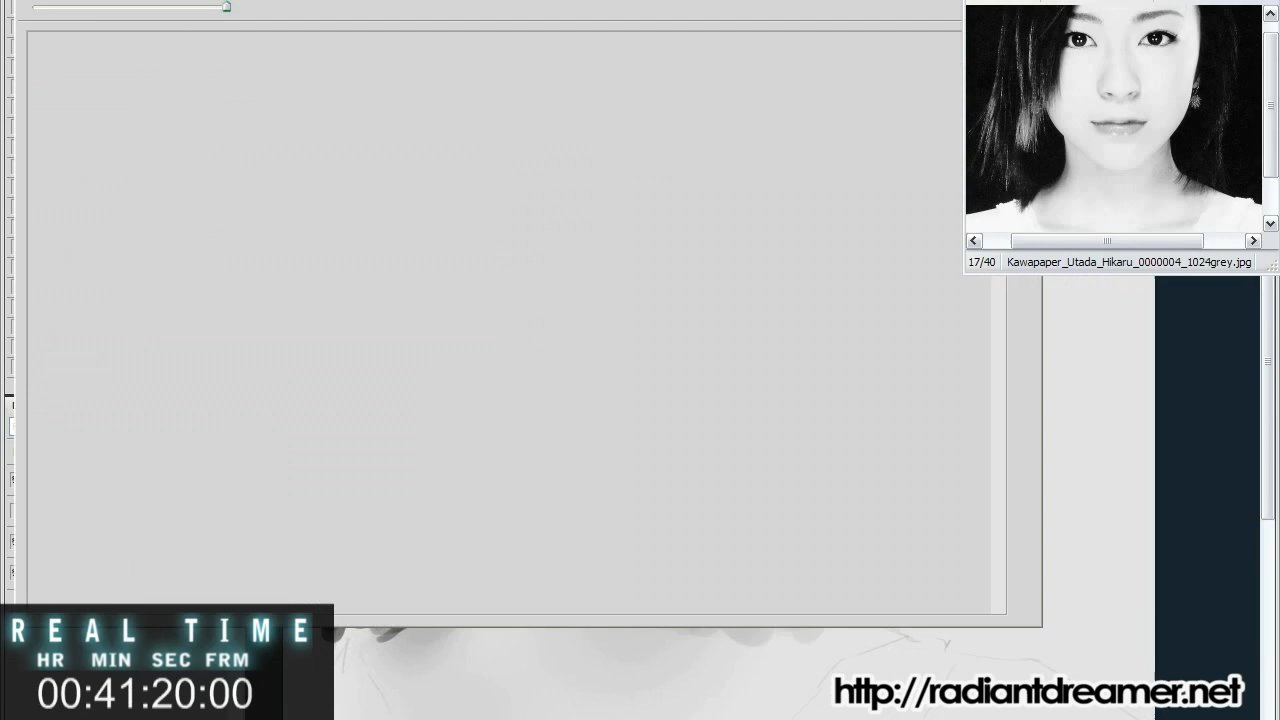 17/40 Kawapaper_Utada_Hikaru_0000004_1024grey.jpg
REAL TIME
HR MIN SEC FRM
00:41:20:00
http://radiantdreamer.net